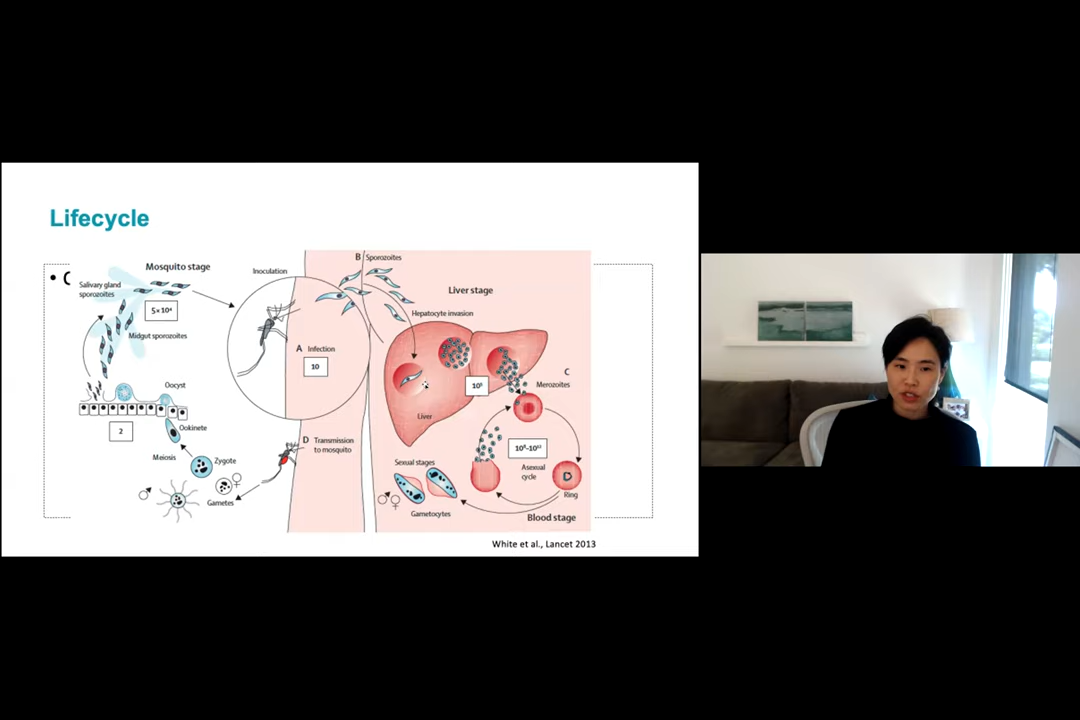 Lifecycle
Mosquito stage
Salivary gland
sporozoites
5×10⁴
Midgut sporozoites
Oocyst
2
Ookinete
Meiosis
Zygote
Gametes
Inoculation
A Infection
10
D Transmission
to mosquito
B Sporozoites
Liver stage
Hepatocyte invasion
10⁵
C
Merozoites
Liver
10⁸–10¹²
Sexual stages
Asexual
cycle
Ring
Gametocytes
Blood stage
White et al., Lancet 2013